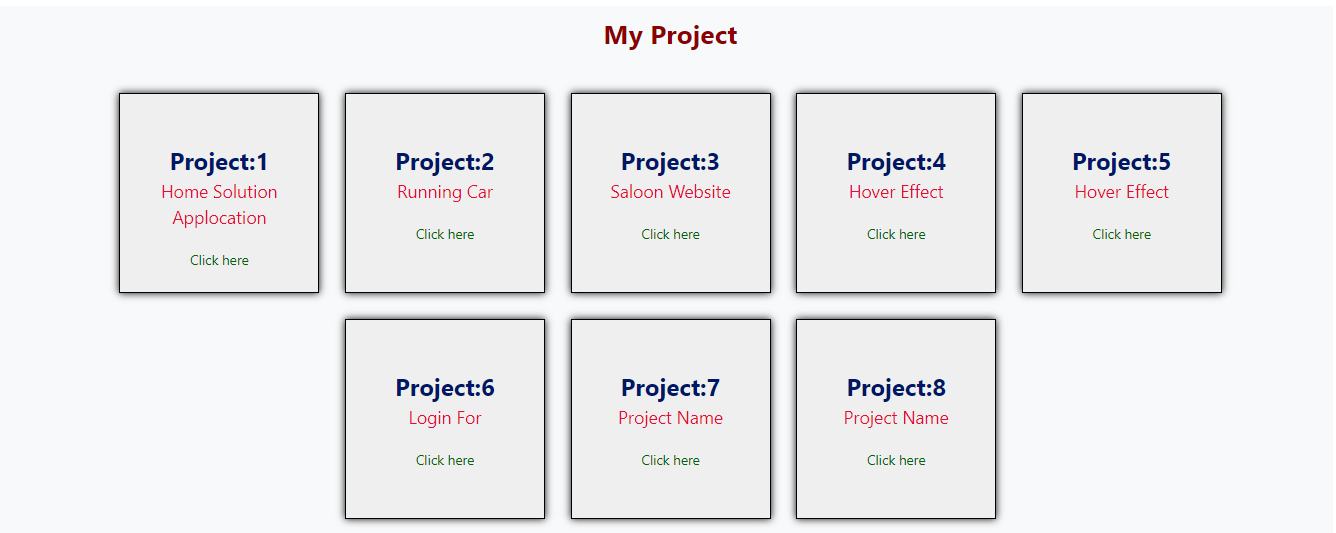 My Project
Project:1
Home Solution
Applocation
Click here
Project:2
Running Car
Click here
Project:3
Saloon Website
Click here
Project:4
Hover Effect
Click here
Project:5
Hover Effect
Click here
Project:6
Login For
Click here
Project:7
Project Name
Click here
Project:8
Project Name
Click here